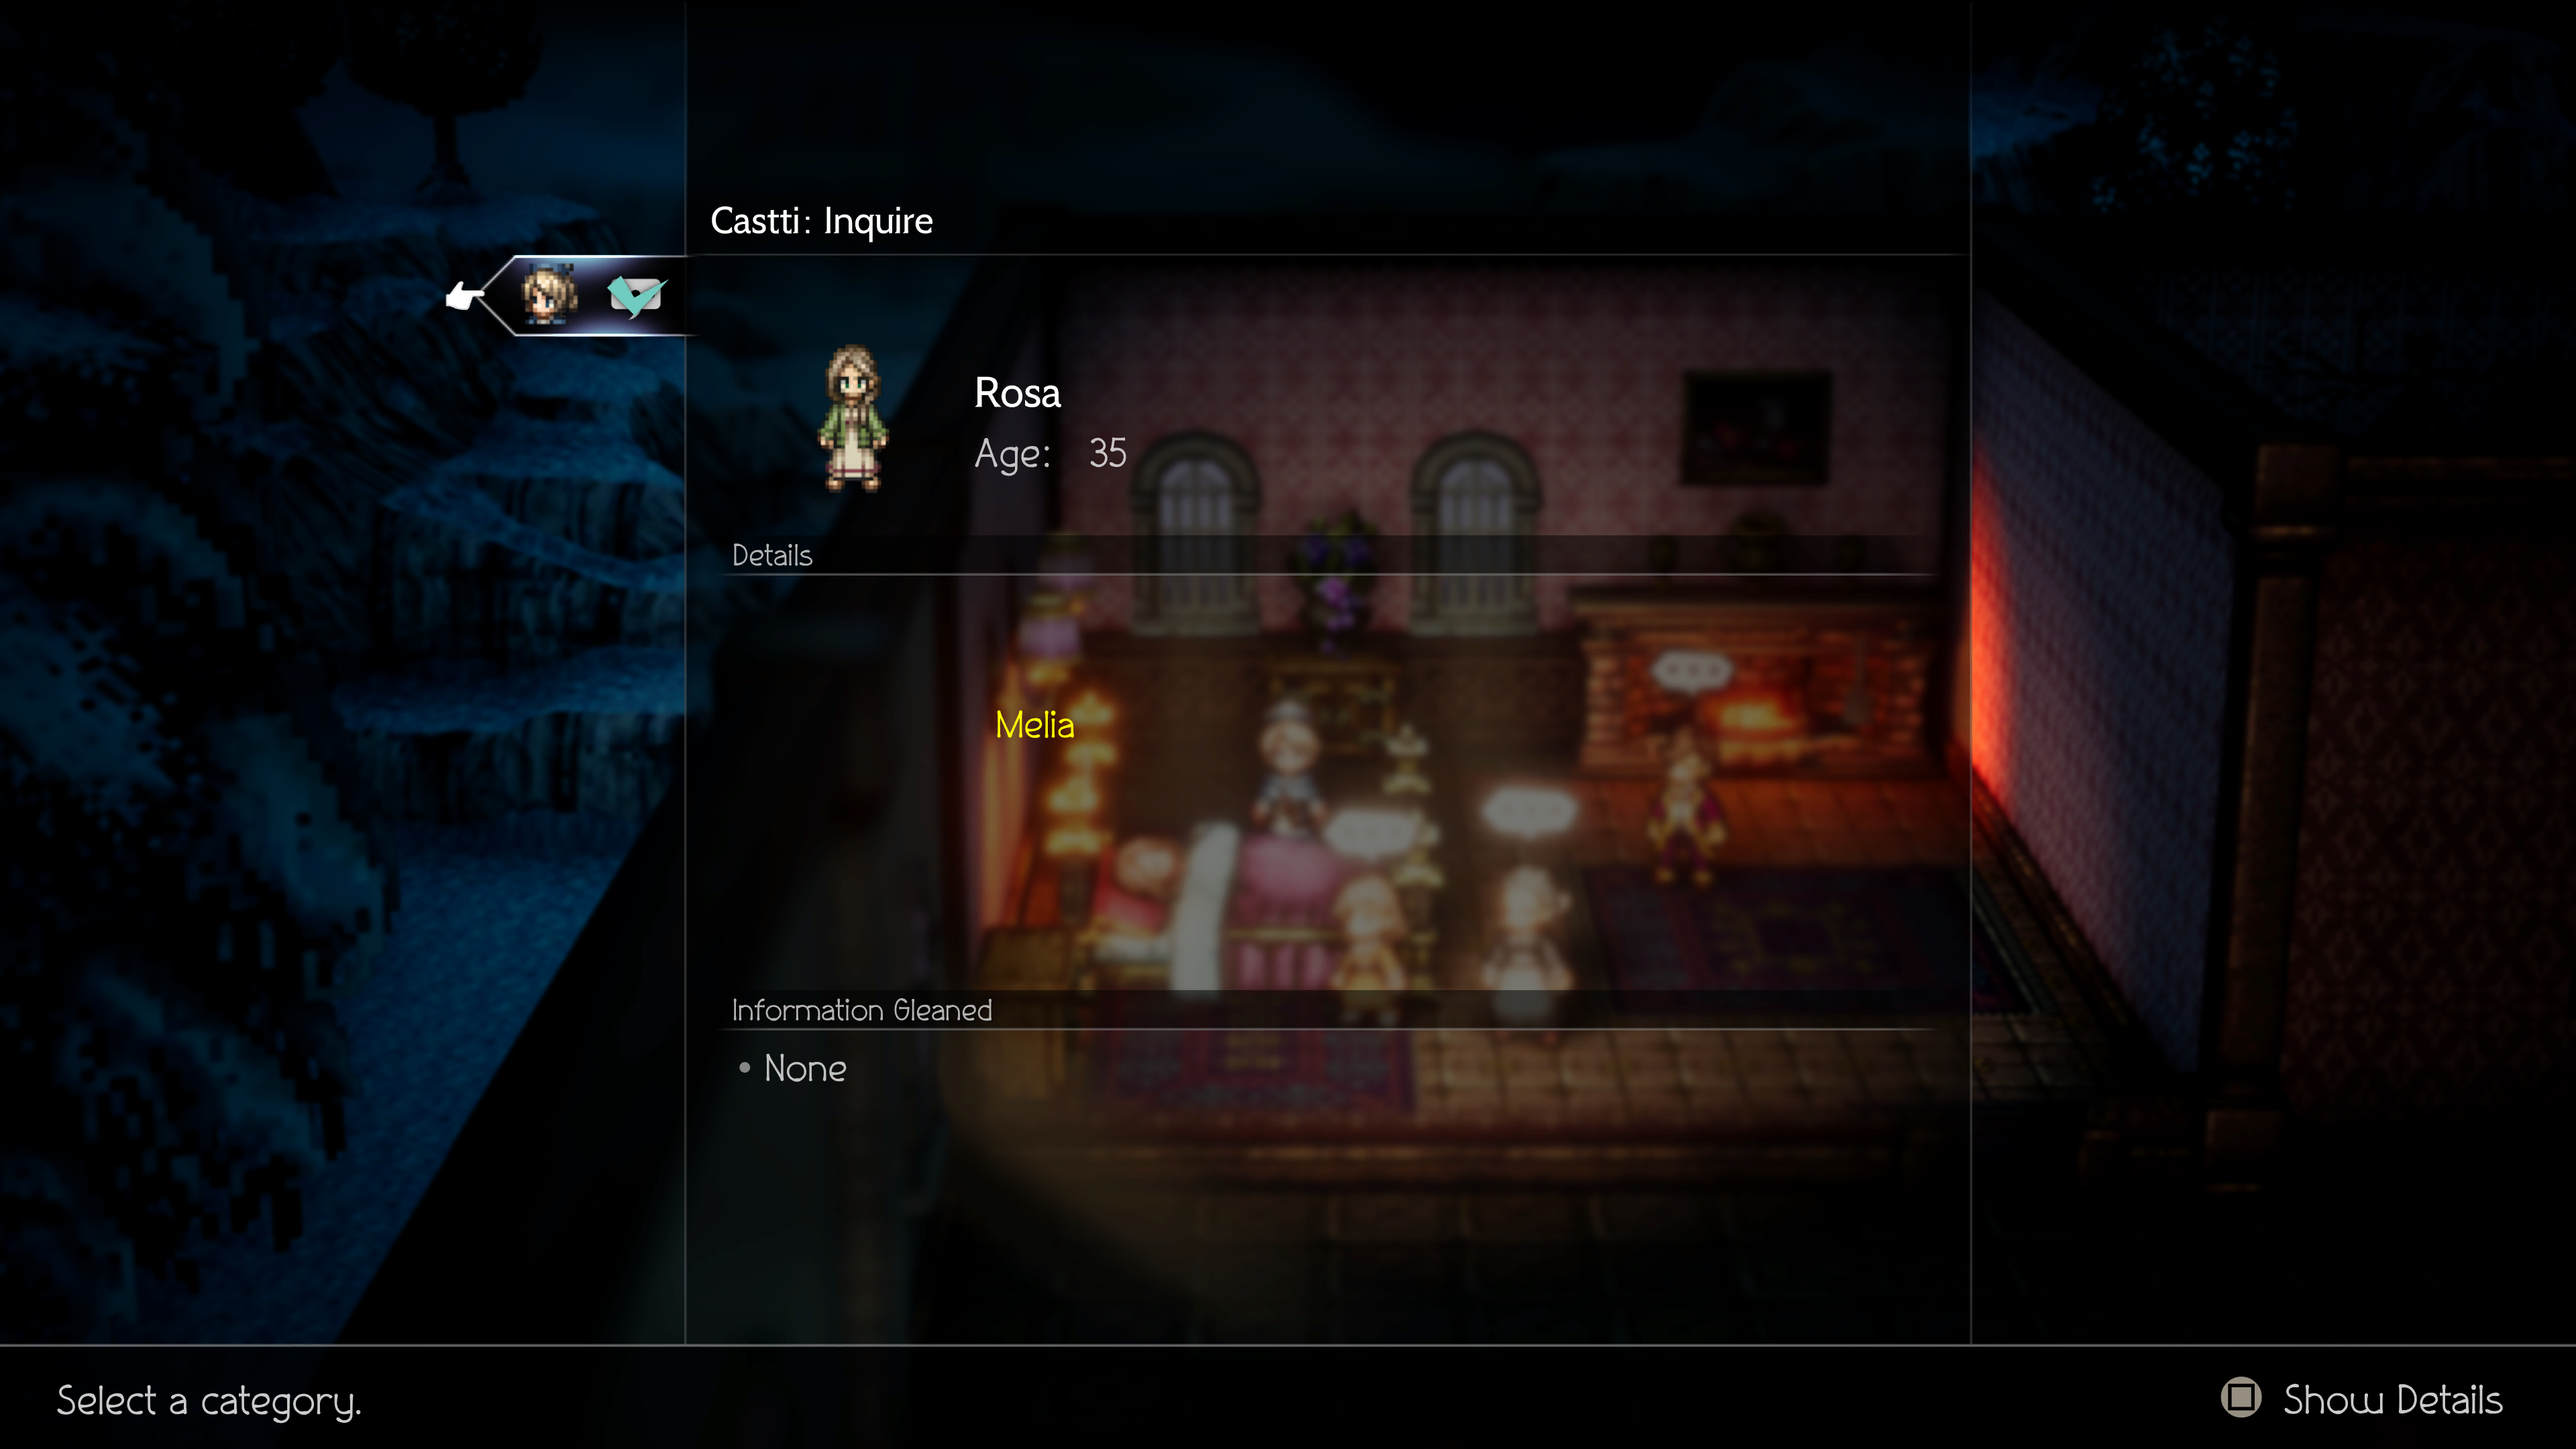 Castti: Inquire
Rosa
Age: 35
Details
Melia
Information Gleaned
• None
Select a category.
Show Details